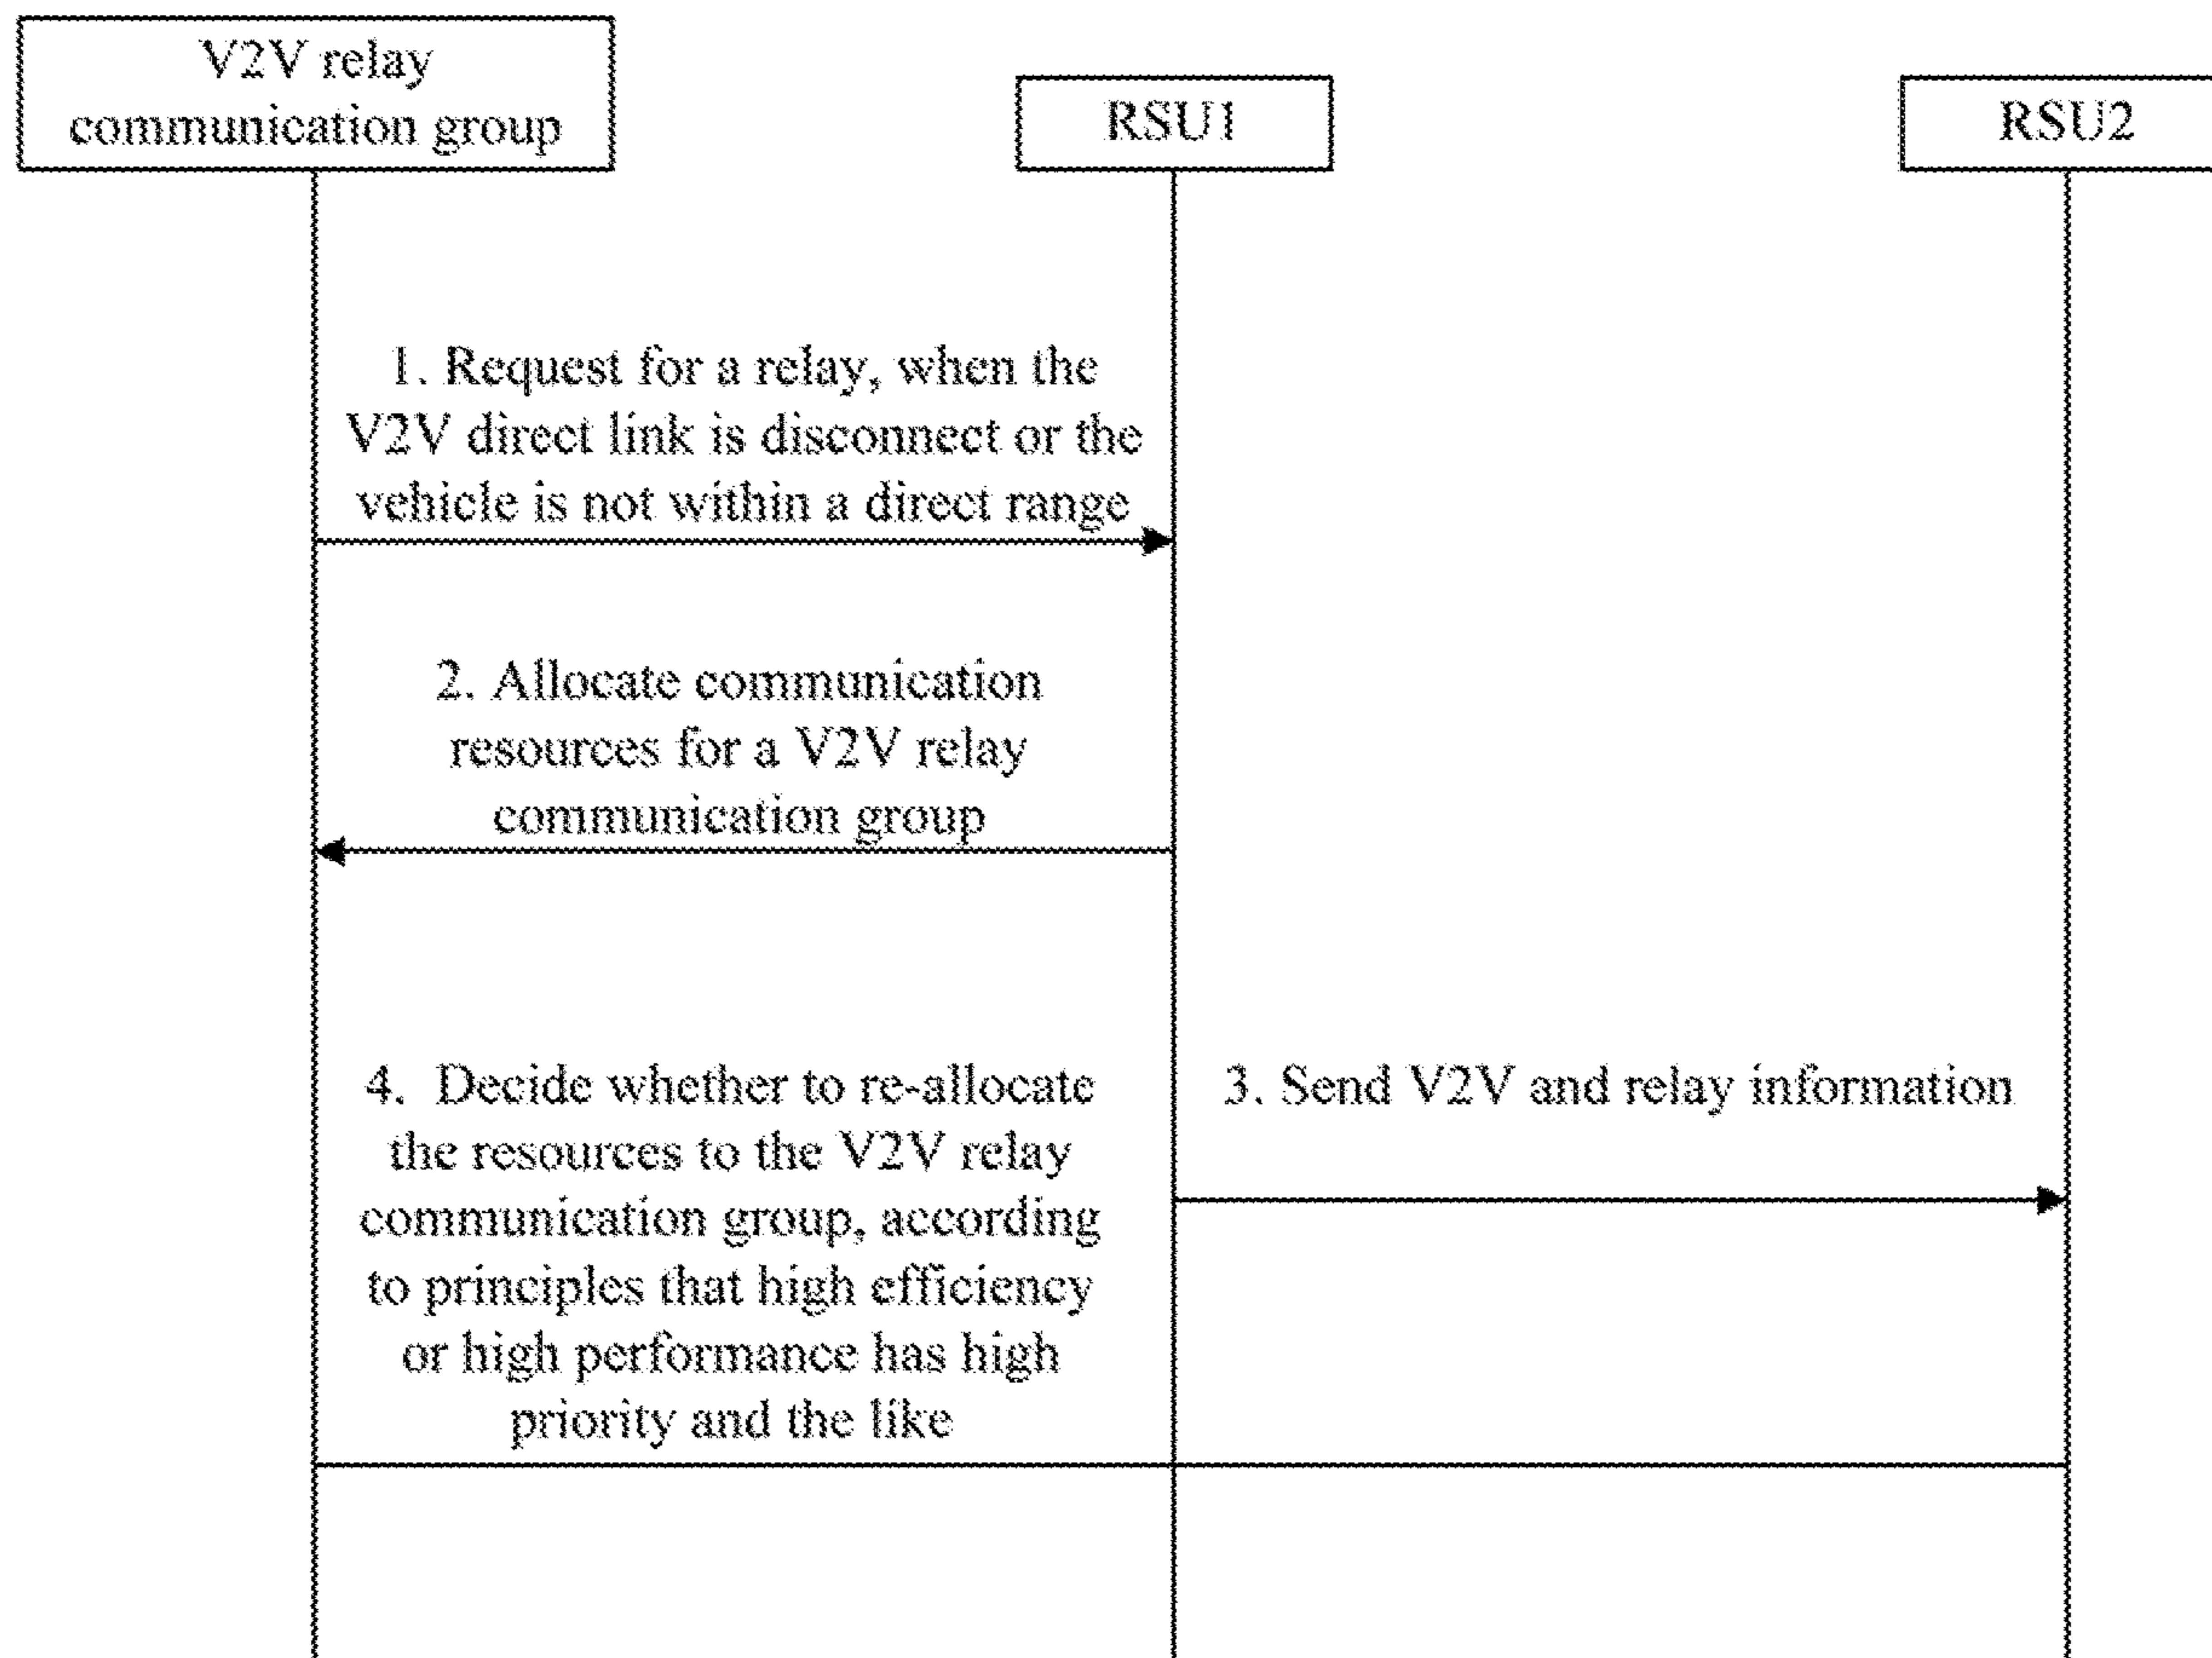 V2V relay
communication group
RSU1
RSU2
1. Request for a relay, when the
V2V direct link is disconnect or the
vehicle is not within a direct range
2. Allocate communication
resources for a V2V relay
communication group
3. Send V2V and relay information
4. Decide whether to re-allocate
the resources to the V2V relay
communication group, according
to principles that high efficiency
or high performance has high
priority and the like